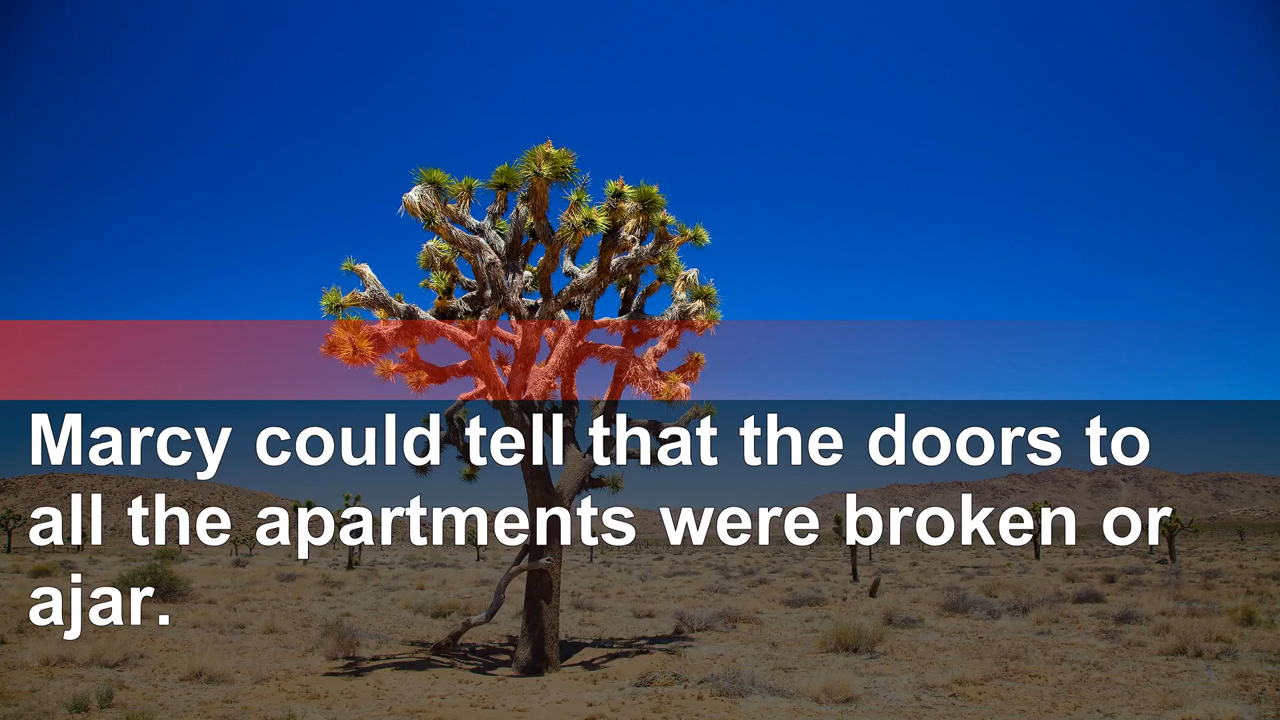 Marcy could tell that the doors to
all the apartments were broken or
ajar.